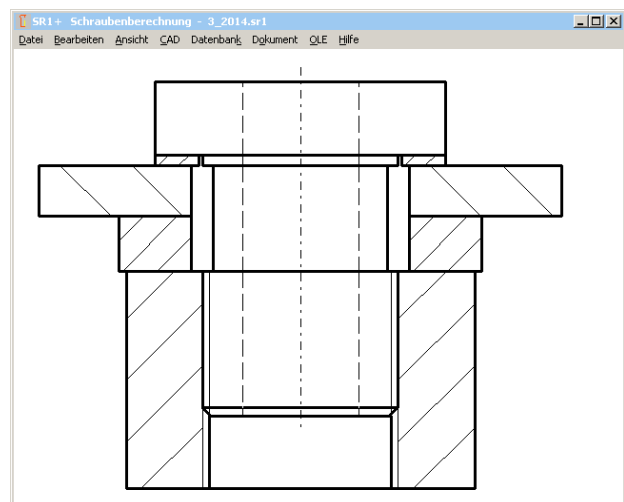 SR1+ Schraubenberechnung - 3_2014.sr1
Datei Bearbeiten Ansicht CAD Datenbank Dokument OLE Hilfe